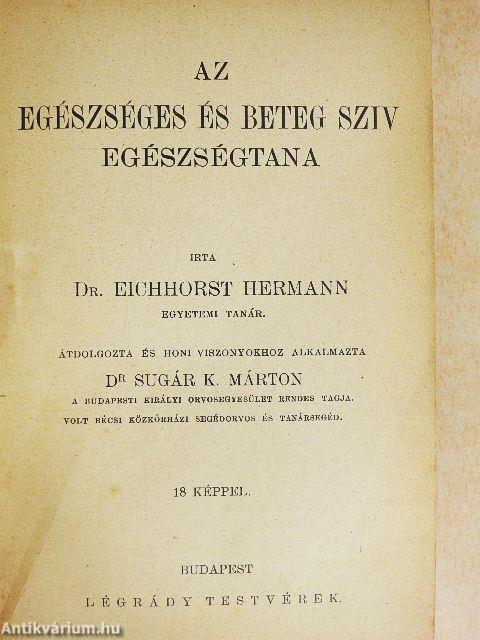 AZ
EGÉSZSÉGES ÉS BETEG SZIV
EGÉSZSÉGTANA
IRTA
DR. EICHHORST HERMANN
EGYETEMI TANÁR.
ÁTDOLGOZTA ÉS HONI VISZONYOKHOZ ALKALMAZTA
DR SUGÁR K. MÁRTON
A BUDAPESTI KIRÁLYI ORVOSEGYESÜLET RENDES TAGJA.
VOLT BÉCSI KÖZKÓRHÁZI SEGÉDORVOS ÉS TANÁRSEGÉD.
18 KÉPPEL.
BUDAPEST
LÉGRÁDY TESTVÉREK.
Antikvárium.hu